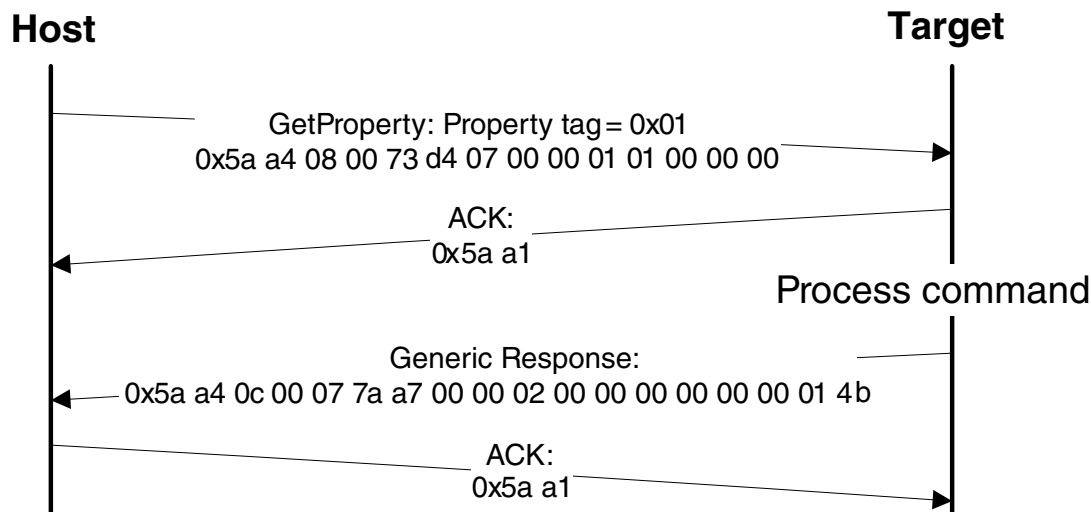 Host
Target
GetProperty: Property tag = 0x01
0x5a a4 08 00 73 d4 07 00 00 01 01 00 00 00
ACK:
0x5a a1
Process command
Generic Response:
0x5a a4 0c 00 07 7a a7 00 00 02 00 00 00 00 00 00 01 4b
ACK:
0x5a a1